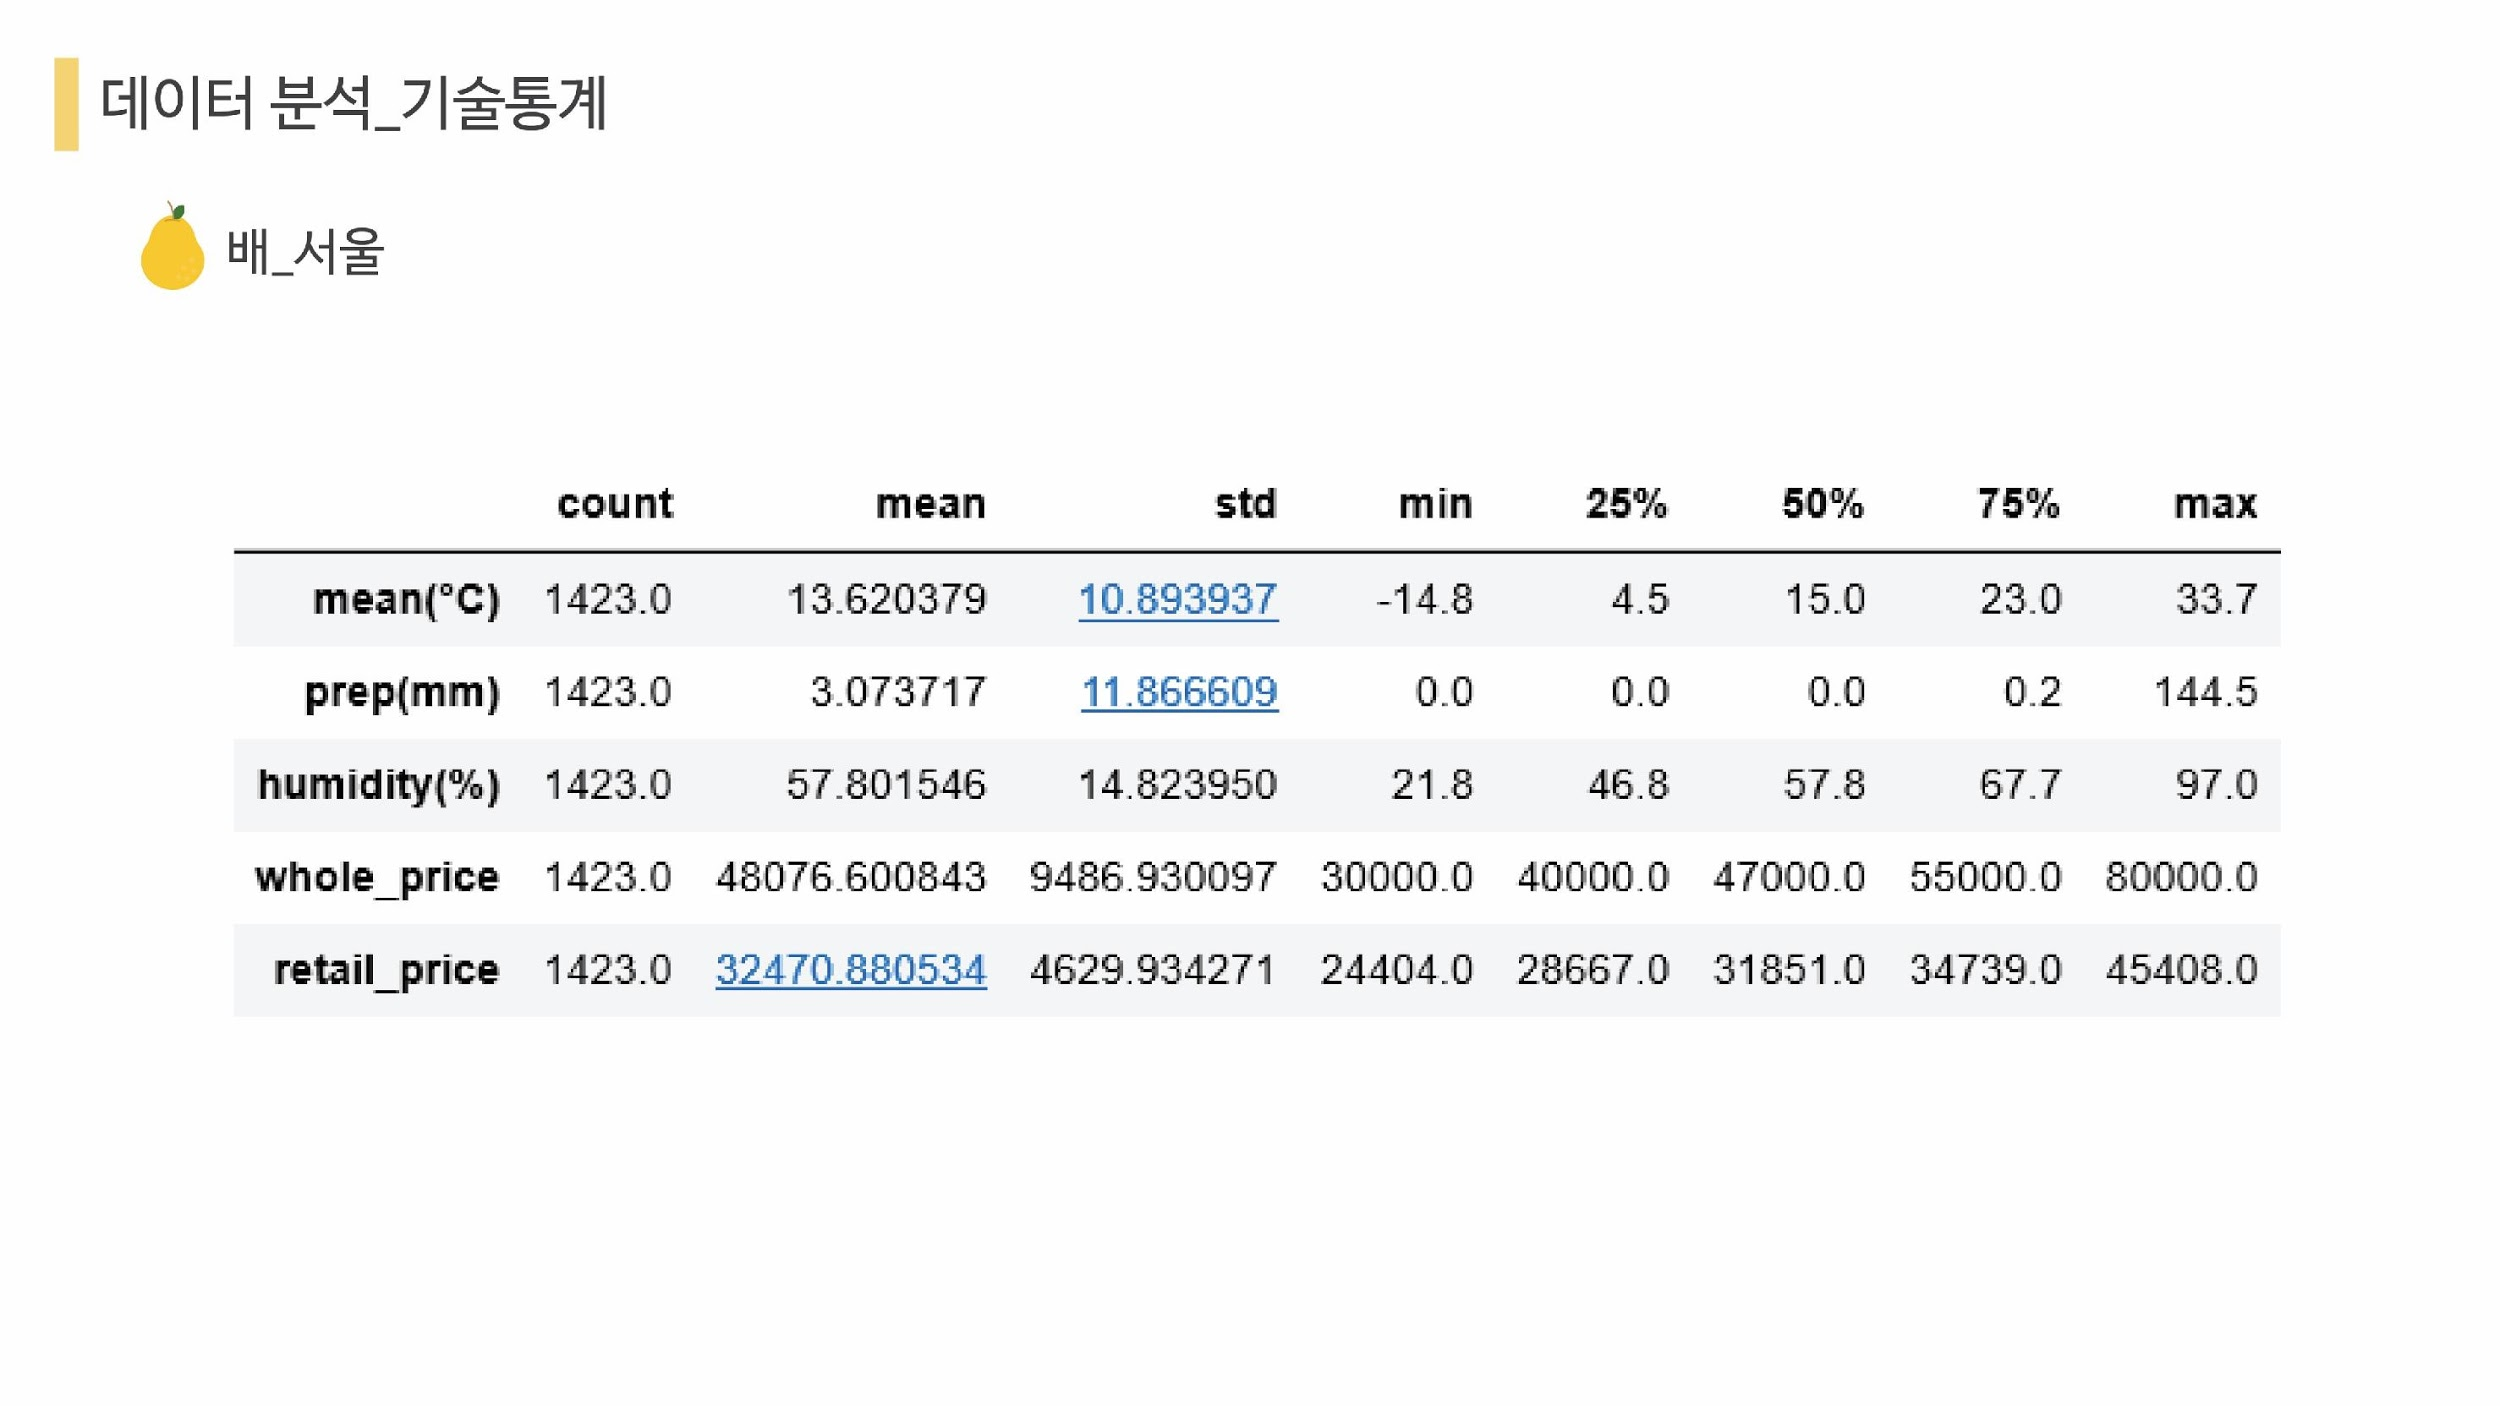 데이터 분석_기술통계
배_서울
count mean std min 25% 50% 75% max
mean(°C) 1423.0 13.620379 10.893937 -14.8 4.5 15.0 23.0 33.7
prep(mm) 1423.0 3.073717 11.866609 0.0 0.0 0.0 0.2 144.5
humidity(%) 1423.0 57.801546 14.823950 21.8 46.8 57.8 67.7 97.0
whole_price 1423.0 48076.600843 9486.930097 30000.0 40000.0 47000.0 55000.0 80000.0
retail_price 1423.0 32470.880534 4629.934271 24404.0 28667.0 31851.0 34739.0 45408.0